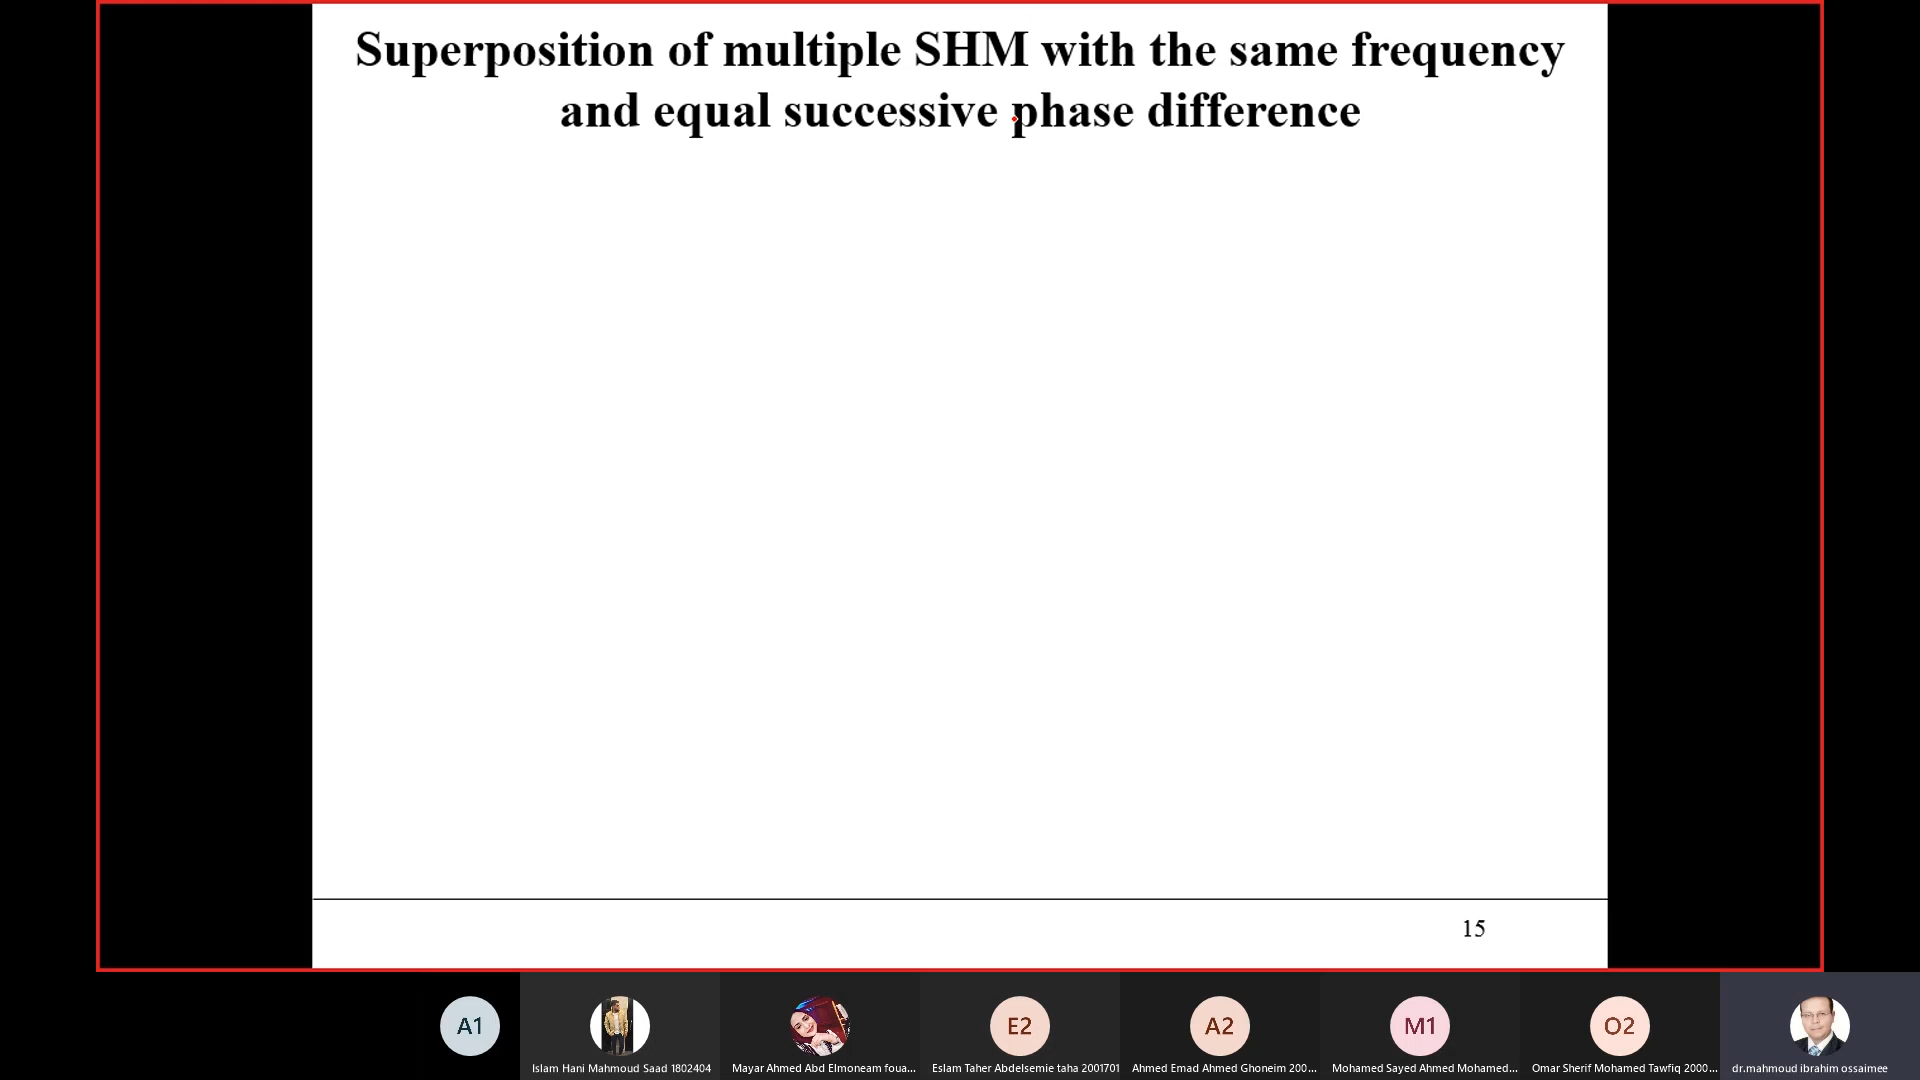 Superposition of multiple SHM with the same frequency
and equal successive phase difference
15
A1
E2
A2
M1
O2
Islam Hani Mahmoud Saad 1802404
Mayar Ahmed Abd Elmoneam foua...
Eslam Taher Abdelsemie taha 2001701
Ahmed Emad Ahmed Ghoneim 200...
Mohamed Sayed Ahmed Mohamed...
Omar Sherif Mohamed Tawfiq 2000...
dr.mahmoud ibrahim ossaimee